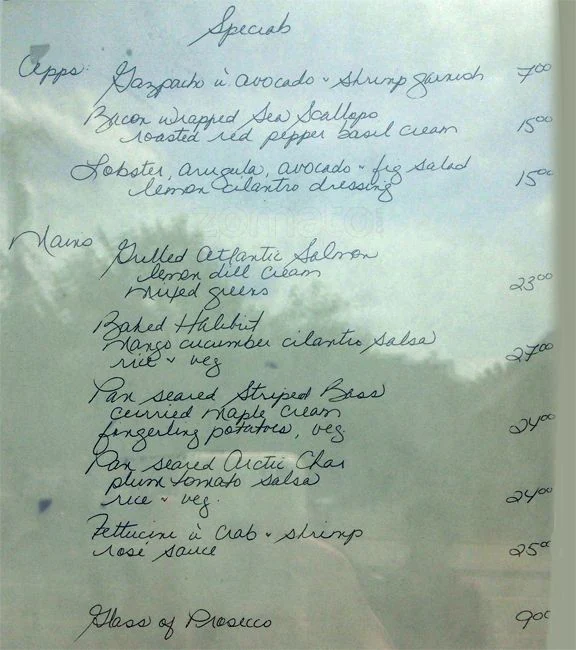 Specials
Apps: Gazpacho ū avocado + shrimp garnish 7⁰⁰
Bacon wrapped Sea Scallops
roasted red pepper basil cream 15⁰⁰
Lobster, arugula, avocado + fig salad
lemon cilantro dressing 15⁰⁰
zomato
Mains Grilled Atlantic Salmon
lemon dill cream
mixed greens 23⁰⁰
Baked Halibut
Mango cucumber cilantro salsa
rice + veg 27⁰⁰
Pan seared Striped Bass
curried maple cream
fingerling potatoes, veg. 24⁰⁰
Pan seared Arctic Char
plum tomato salsa
rice + veg. 24⁰⁰
Fettucini ū Crab + shrimp
rosé sauce 25⁰⁰
Glass of Prosecco 9⁰⁰